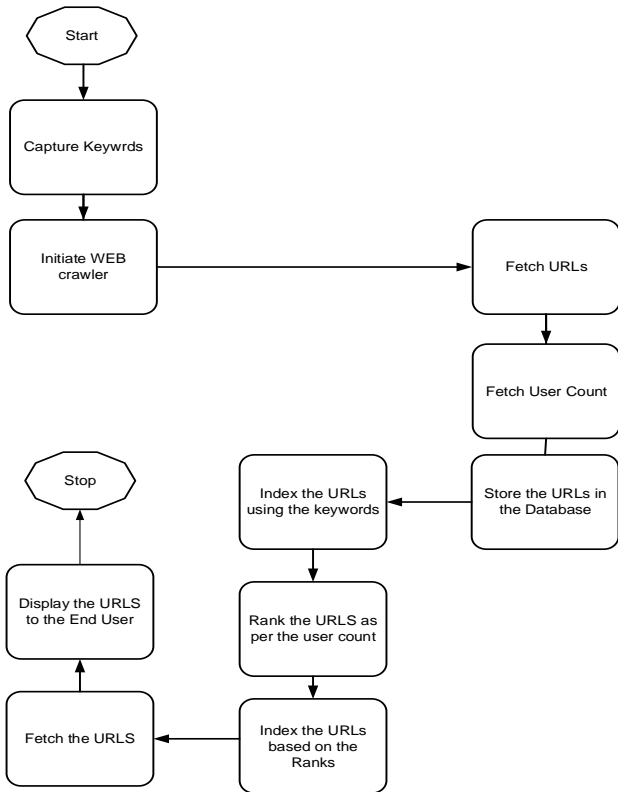 Start
Capture Keywrds
Initiate WEB
crawler
Fetch URLs
Fetch User Count
Store the URLs in
the Database
Index the URLs
using the keywords
Rank the URLS as
per the user count
Index the URLs
based on the
Ranks
Fetch the URLS
Display the URLS
to the End User
Stop